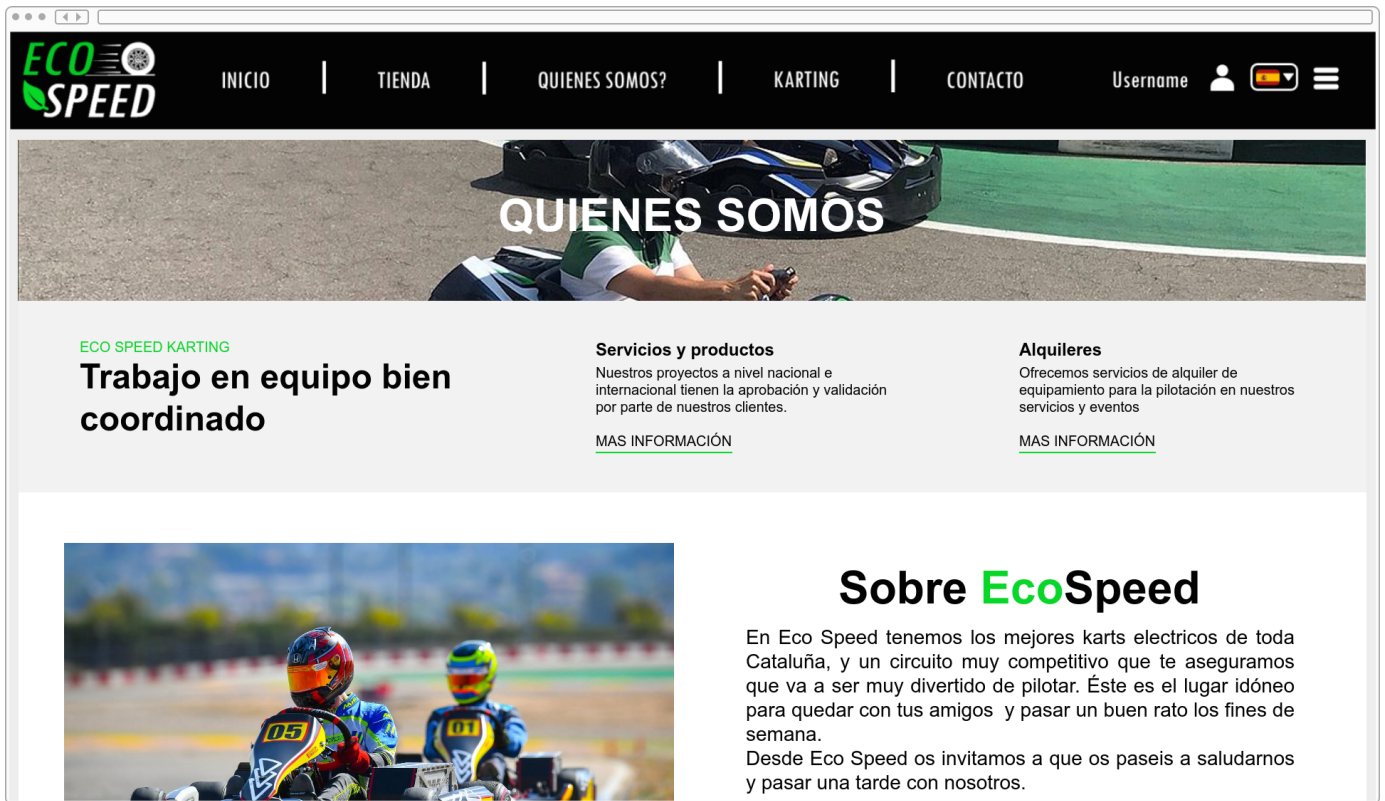 ECO
SPEED
INICIO
TIENDA
QUIENES SOMOS?
KARTING
CONTACTO
Username
QUIENES SOMOS
ECO SPEED KARTING
Trabajo en equipo bien
coordinado
Servicios y productos
Nuestros proyectos a nivel nacional e
internacional tienen la aprobación y validación
por parte de nuestros clientes.
MAS INFORMACIÓN
Alquileres
Ofrecemos servicios de alquiler de
equipamiento para la pilotación en nuestros
servicios y eventos
MAS INFORMACIÓN
05
01
Sobre EcoSpeed
En Eco Speed tenemos los mejores karts electricos de toda
Cataluña, y un circuito muy competitivo que te aseguramos
que va a ser muy divertido de pilotar. Éste es el lugar idóneo
para quedar con tus amigos  y pasar un buen rato los fines de
semana.
Desde Eco Speed os invitamos a que os paseis a saludarnos
y pasar una tarde con nosotros.